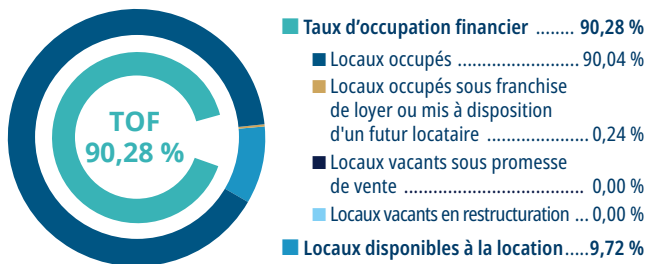 TOF
90,28 %
Taux d’occupation financier ........ 90,28 %
Locaux occupés ............................ 90,04 %
Locaux occupés sous franchise
de loyer ou mis à disposition
d'un futur locataire .................... 0,24 %
Locaux vacants sous promesse
de vente ................................... 0,00 %
Locaux vacants en restructuration ... 0,00 %
Locaux disponibles à la location.....9,72 %